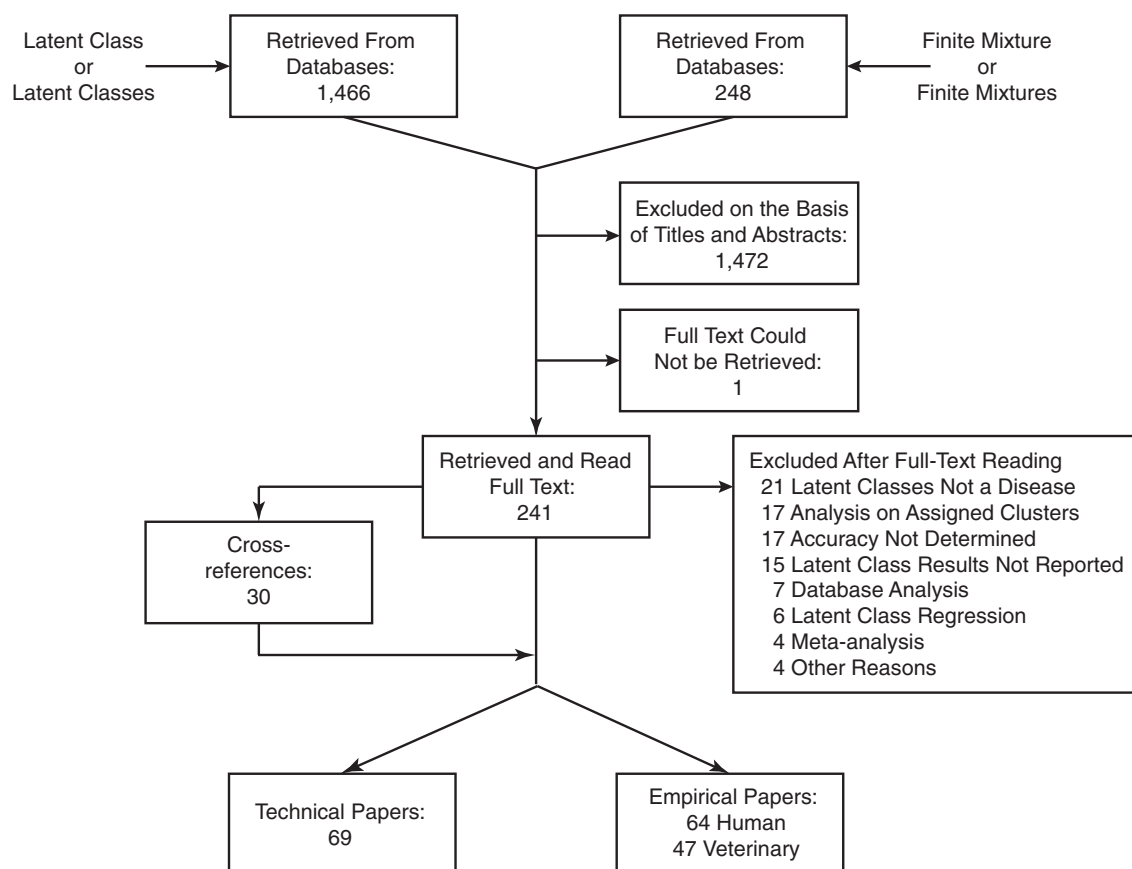 Latent Class
or
Latent Classes
Retrieved From
Databases:
1,466
Retrieved From
Databases:
248
Finite Mixture
or
Finite Mixtures
Excluded on the Basis
of Titles and Abstracts:
1,472
Full Text Could
Not be Retrieved:
1
Retrieved and Read
Full Text:
241
Cross-
references:
30
Excluded After Full-Text Reading
21 Latent Classes Not a Disease
17 Analysis on Assigned Clusters
17 Accuracy Not Determined
15 Latent Class Results Not Reported
7 Database Analysis
6 Latent Class Regression
4 Meta-analysis
4 Other Reasons
Technical Papers:
69
Empirical Papers:
64 Human
47 Veterinary